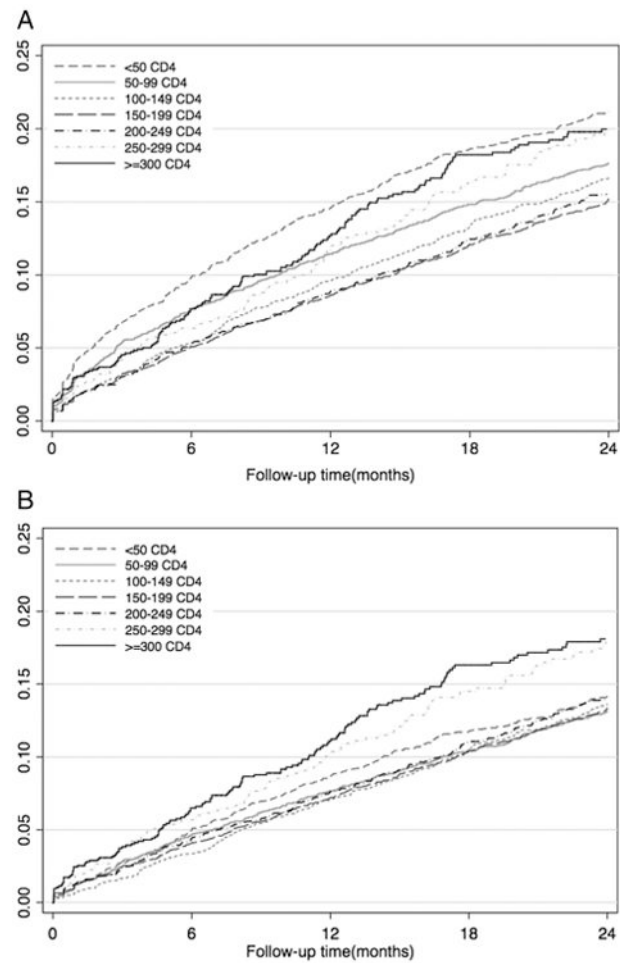 A
0.25
0.20
0.15
0.10
0.05
0.00
<50 CD4
50-99 CD4
100-149 CD4
150-199 CD4
200-249 CD4
250-299 CD4
>=300 CD4
0 6 12 18 24
Follow-up time(months)
B
0.25
0.20
0.15
0.10
0.05
0.00
<50 CD4
50-99 CD4
100-149 CD4
150-199 CD4
200-249 CD4
250-299 CD4
>=300 CD4
0 6 12 18 24
Follow-up time(months)